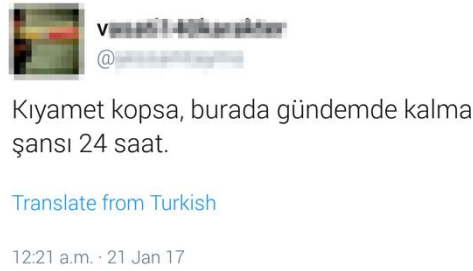 @
Kıyamet kopsa, burada gündemde kalma
şansı 24 saat.
Translate from Turkish
12:21 a.m. · 21 Jan 17